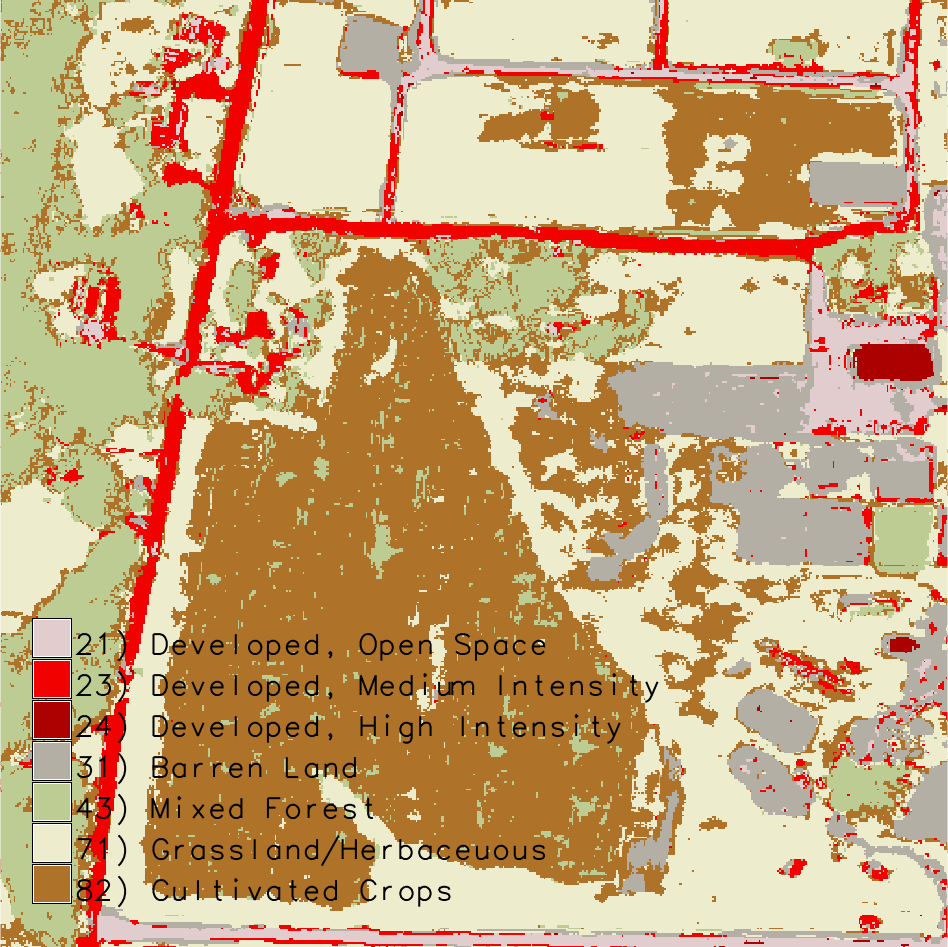 21) Developed, Open Space
23) Developed, Medium Intensity
24) Developed, High Intensity
31) Barren Land
43) Mixed Forest
71) Grassland/Herbaceuous
82) Cultivated Crops